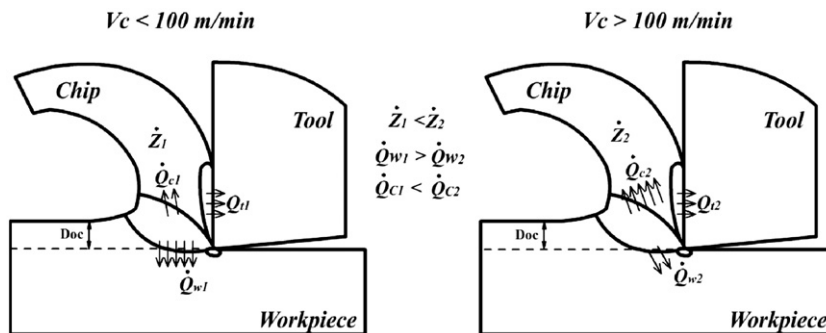 Vc < 100 m/min
Chip
Tool
Ż1
Q̇c1
Qt1
Doc
Q̇w1
Workpiece
Ż1 < Ż2
Q̇w1 > Q̇w2
Q̇C1 < Q̇C2
Vc > 100 m/min
Chip
Tool
Ż2
Q̇c2
Qt2
Doc
Q̇w2
Workpiece